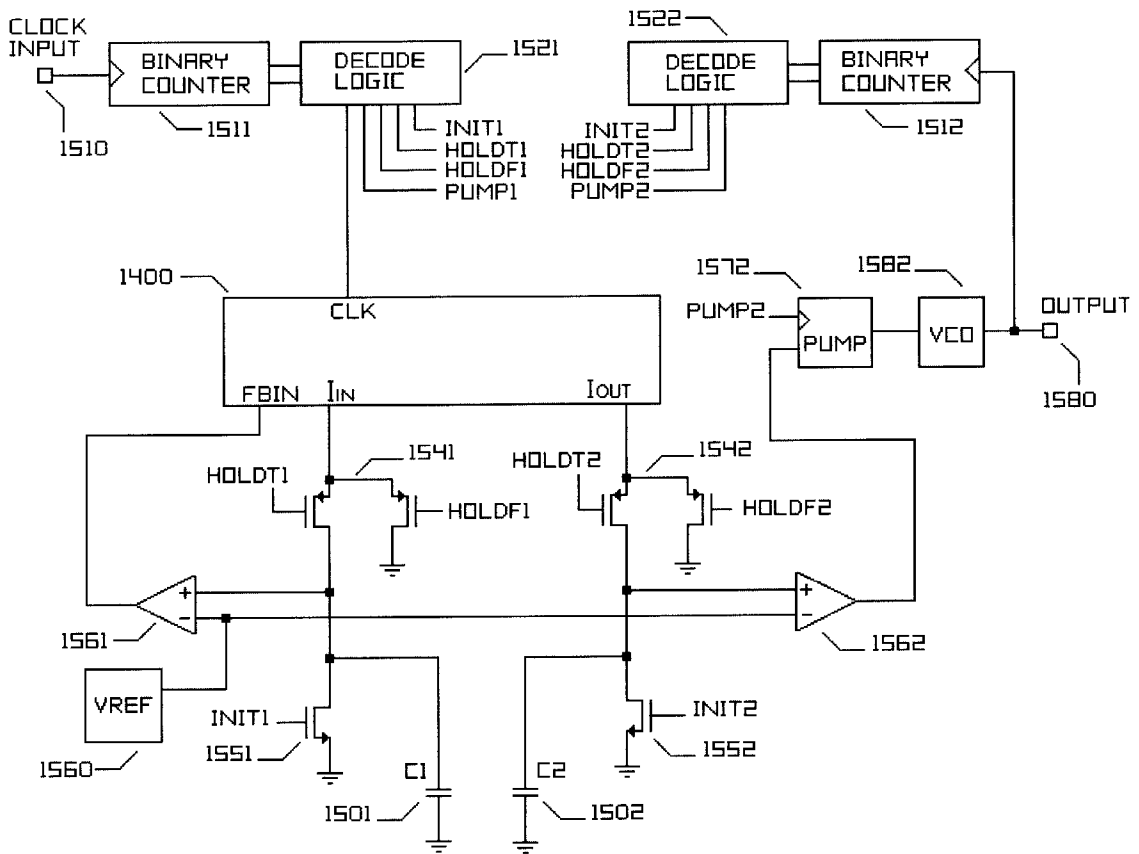 CLOCK
INPUT
1510
BINARY
COUNTER
1511
DECODE
LOGIC
1521
INIT1
HOLDT1
HOLDF1
PUMP1
1522
DECODE
LOGIC
BINARY
COUNTER
1512
INIT2
HOLDT2
HOLDF2
PUMP2
1400
CLK
FBIN
IIN
IOUT
1572
PUMP2
PUMP
1582
VCO
OUTPUT
1580
HOLDT1
1541
HOLDF1
HOLDT2
1542
HOLDF2
+
-
1561
+
-
1562
VREF
1560
INIT1
1551
C1
1501
C2
1502
INIT2
1552